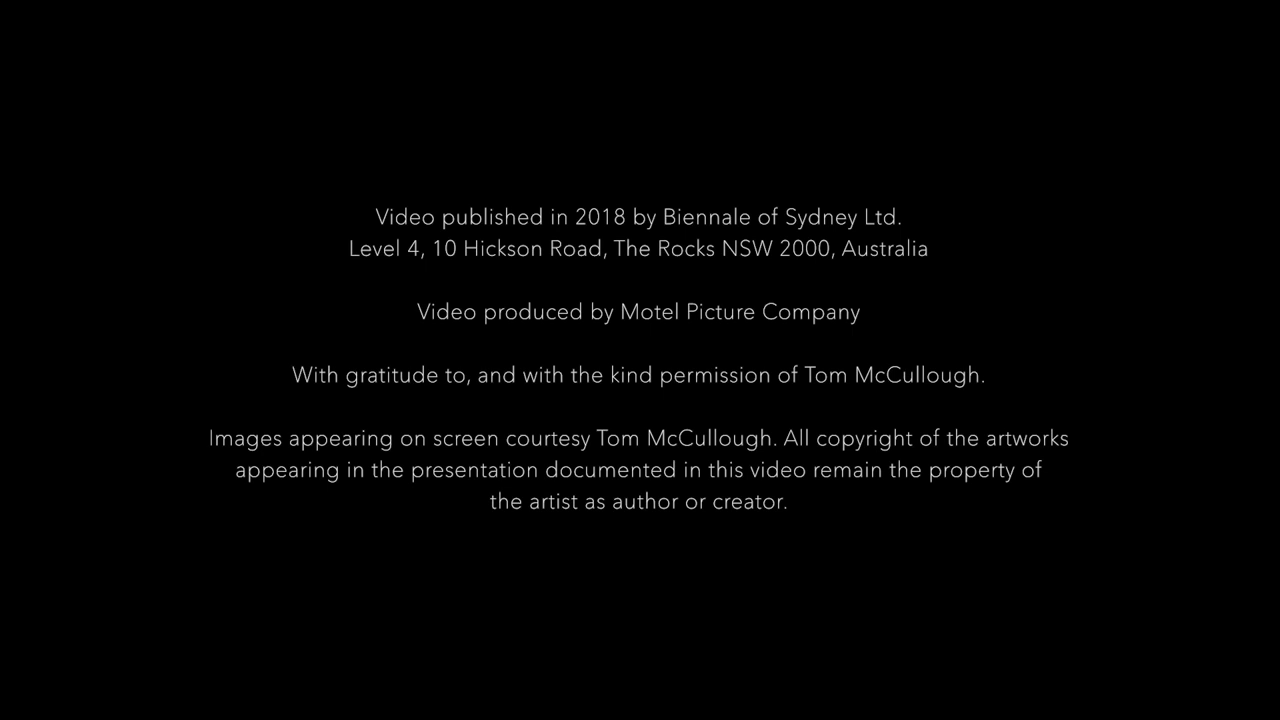 Video published in 2018 by Biennale of Sydney Ltd.
Level 4, 10 Hickson Road, The Rocks NSW 2000, Australia
Video produced by Motel Picture Company
With gratitude to, and with the kind permission of Tom McCullough.
Images appearing on screen courtesy Tom McCullough. All copyright of the artworks
appearing in the presentation documented in this video remain the property of
the artist as author or creator.